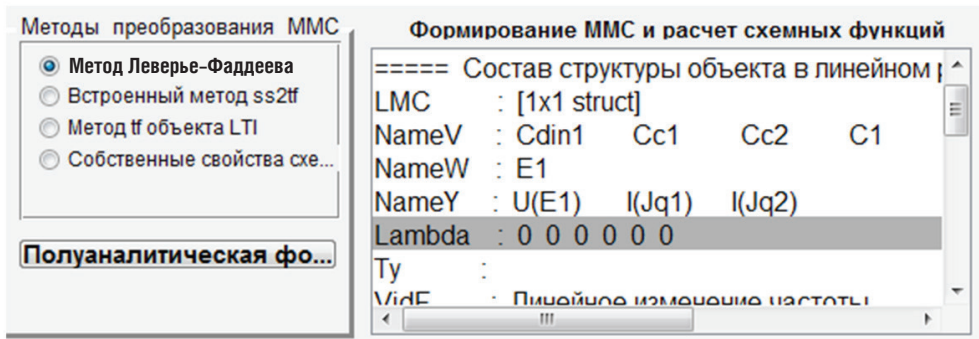 Методы преобразования ММС
Метод Леверье-Фаддеева
Встроенный метод ss2tf
Метод tf объекта LTI
Собственные свойства схе...
Полуаналитическая фо...
Формирование ММС и расчет схемных функций
===== Состав структуры объекта в линейном
LMC : [1x1 struct]
NameV : Cdin1 Cc1 Cc2 C1
NameW : E1
NameY : U(E1) I(Jq1) I(Jq2)
Lambda : 0 0 0 0 0 0
Ty :
VidF : Линейное изменение частоты